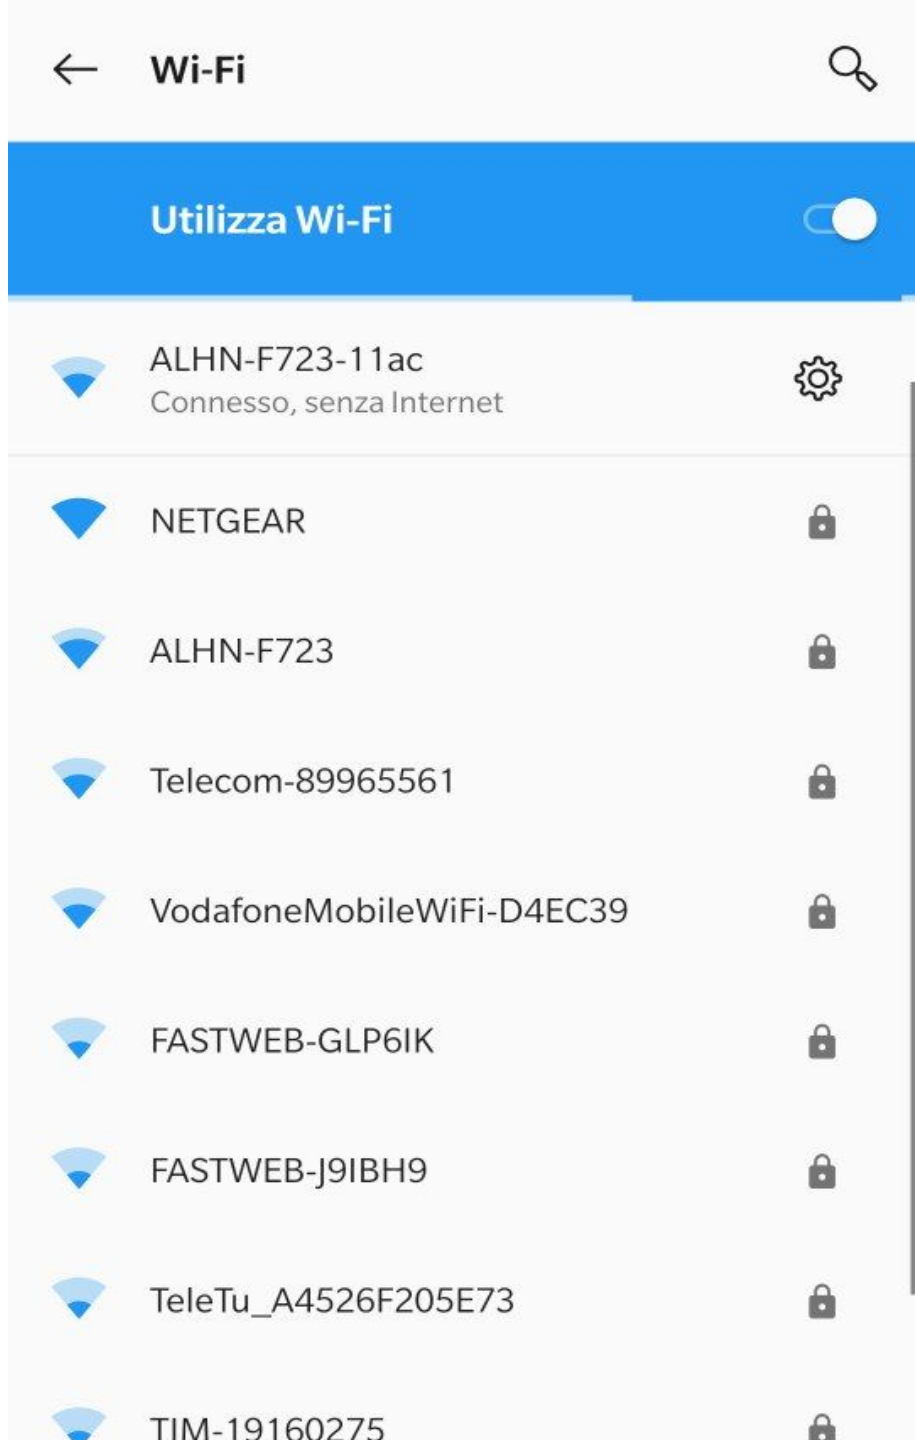 Wi-Fi
Utilizza Wi-Fi
ALHN-F723-11ac
Connesso, senza Internet
NETGEAR
ALHN-F723
Telecom-89965561
VodafoneMobileWiFi-D4EC39
FASTWEB-GLP6IK
FASTWEB-J9IBH9
TeleTu_A4526F205E73
TIM-19160275